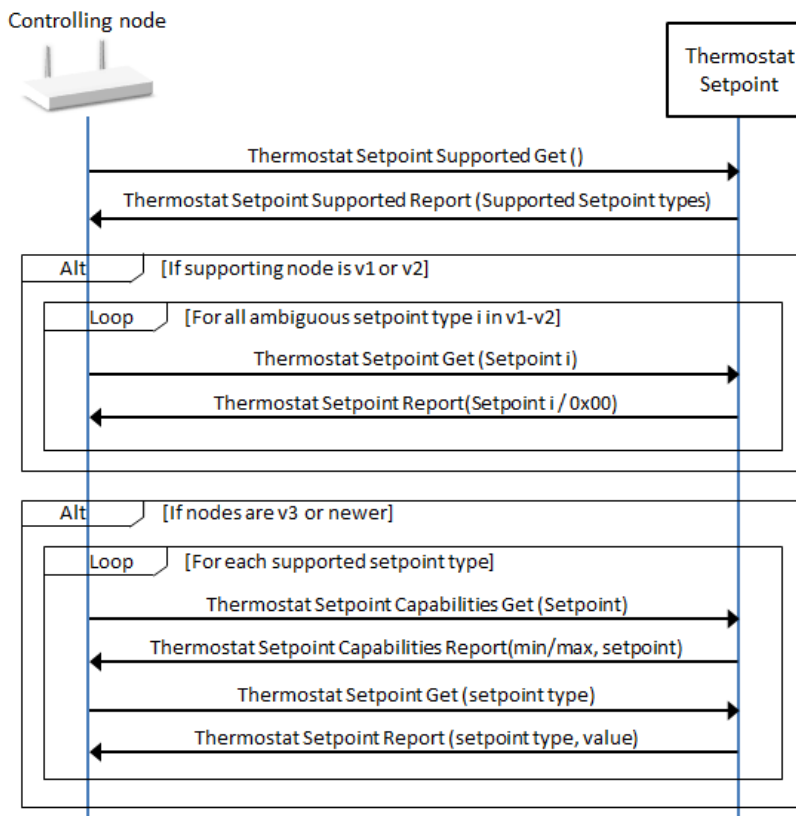 Controlling node
Thermostat
Setpoint
Thermostat Setpoint Supported Get ()
Thermostat Setpoint Supported Report (Supported Setpoint types)
Alt [If supporting node is v1 or v2]
Loop [For all ambiguous setpoint type i in v1-v2]
Thermostat Setpoint Get (Setpoint i)
Thermostat Setpoint Report(Setpoint i / 0x00)
Alt [If nodes are v3 or newer]
Loop [For each supported setpoint type]
Thermostat Setpoint Capabilities Get (Setpoint)
Thermostat Setpoint Capabilities Report(min/max, setpoint)
Thermostat Setpoint Get (setpoint type)
Thermostat Setpoint Report (setpoint type, value)